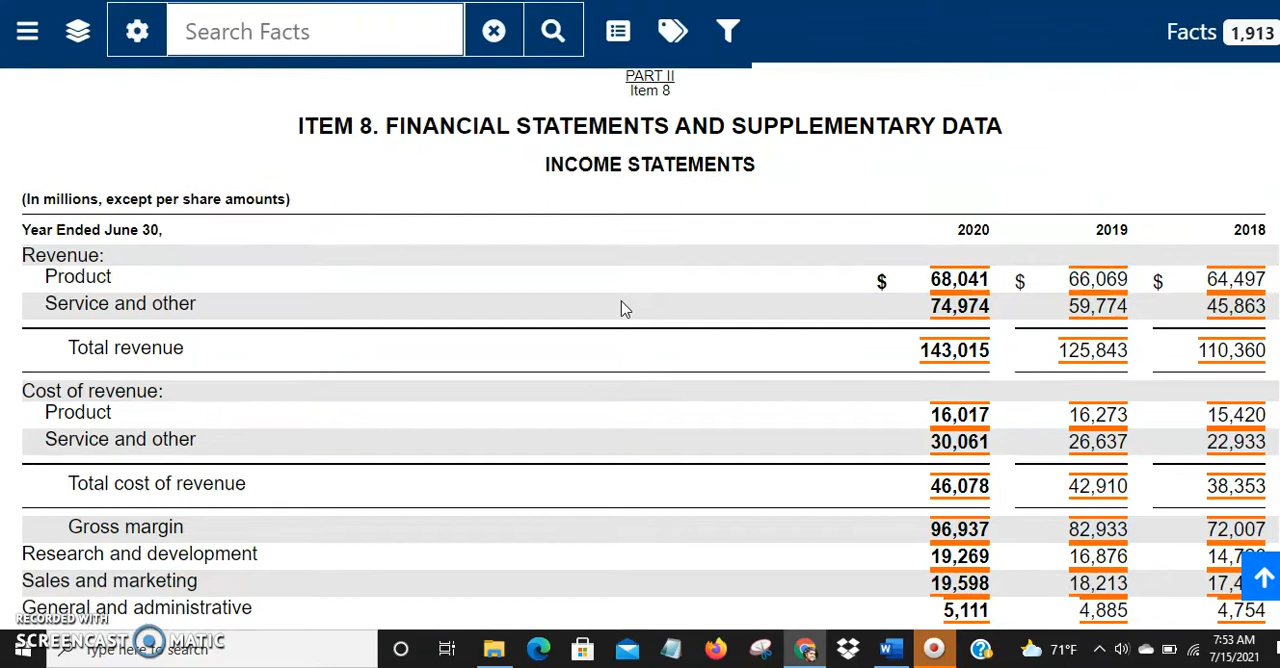 Search Facts
Facts 1,913
PART II
Item 8
ITEM 8. FINANCIAL STATEMENTS AND SUPPLEMENTARY DATA
INCOME STATEMENTS
(In millions, except per share amounts)
Year Ended June 30, 2020 2019 2018
Revenue:
Product $ 68,041 $ 66,069 $ 64,497
Service and other 74,974 59,774 45,863
Total revenue 143,015 125,843 110,360
Cost of revenue:
Product 16,017 16,273 15,420
Service and other 30,061 26,637 22,933
Total cost of revenue 46,078 42,910 38,353
Gross margin 96,937 82,933 72,007
Research and development 19,269 16,876
Sales and marketing 19,598 18,213
General and administrative 5,111 4,885 4,754
RECORDED WITH
SCREENCAST MATIC
Type here to search
71°F
7:53 AM
7/15/2021